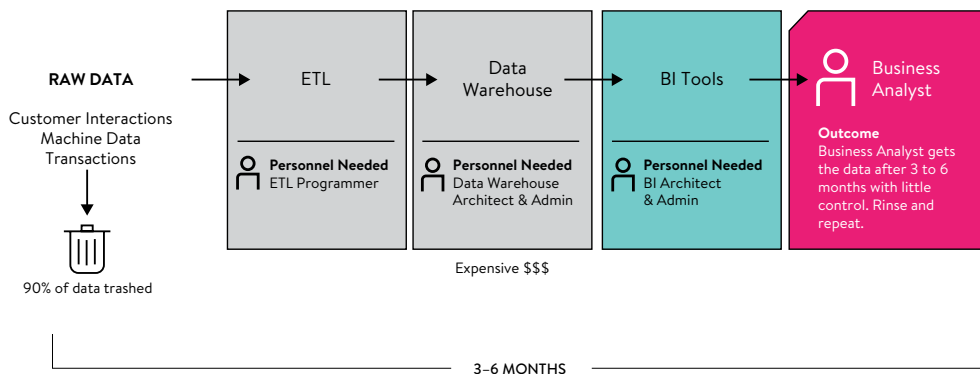 RAW DATA
Customer Interactions
Machine Data
Transactions
90% of data trashed
ETL
Personnel Needed
ETL Programmer
Data
Warehouse
Personnel Needed
Data Warehouse
Architect & Admin
Expensive $$$
BI Tools
Personnel Needed
BI Architect
& Admin
Business
Analyst
Outcome
Business Analyst gets
the data after 3 to 6
months with little
control. Rinse and
repeat.
3–6 MONTHS